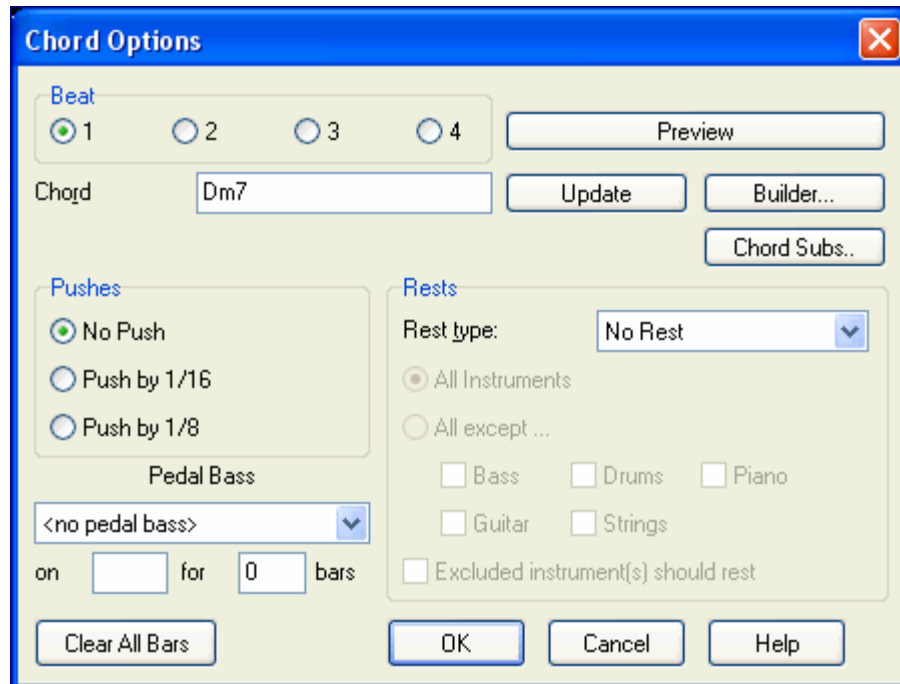 Chord Options
Beat
1 2 3 4 Preview
Chord Dm7 Update Builder...
Chord Subs..
Pushes
No Push
Push by 1/16
Push by 1/8
Pedal Bass
<no pedal bass>
on for 0 bars
Rests
Rest type: No Rest
All Instruments
All except ...
Bass Drums Piano
Guitar Strings
Excluded instrument(s) should rest
Clear All Bars OK Cancel Help